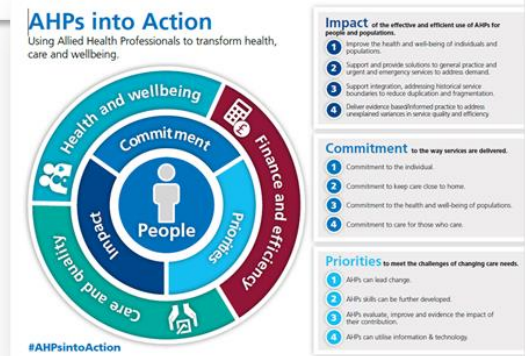 AHPs into Action
Using Allied Health Professionals to transform health,
care and wellbeing.
Health and wellbeing
Finance and efficiency
Care and quality
Commitment
Priorities
Impact
People
#AHPsintoAction
Impact of the effective and efficient use of AHPs for
people and populations.
1 Improve the health and well-being of individuals and
populations.
2 Support and provide solutions to general practice and
urgent and emergency services to address demand.
3 Support integration, addressing historical service
boundaries to reduce duplication and fragmentation.
4 Deliver evidence based/informed practice to address
unexplained variances in service quality and efficiency.
Commitment to the way services are delivered.
1 Commitment to the individual.
2 Commitment to keep care close to home.
3 Commitment to the health and well-being of populations.
4 Commitment to care for those who care.
Priorities to meet the challenges of changing care needs.
1 AHPs can lead change.
2 AHPs skills can be further developed.
3 AHPs evaluate, improve and evidence the impact of
their contribution.
4 AHPs can utilise information & technology.